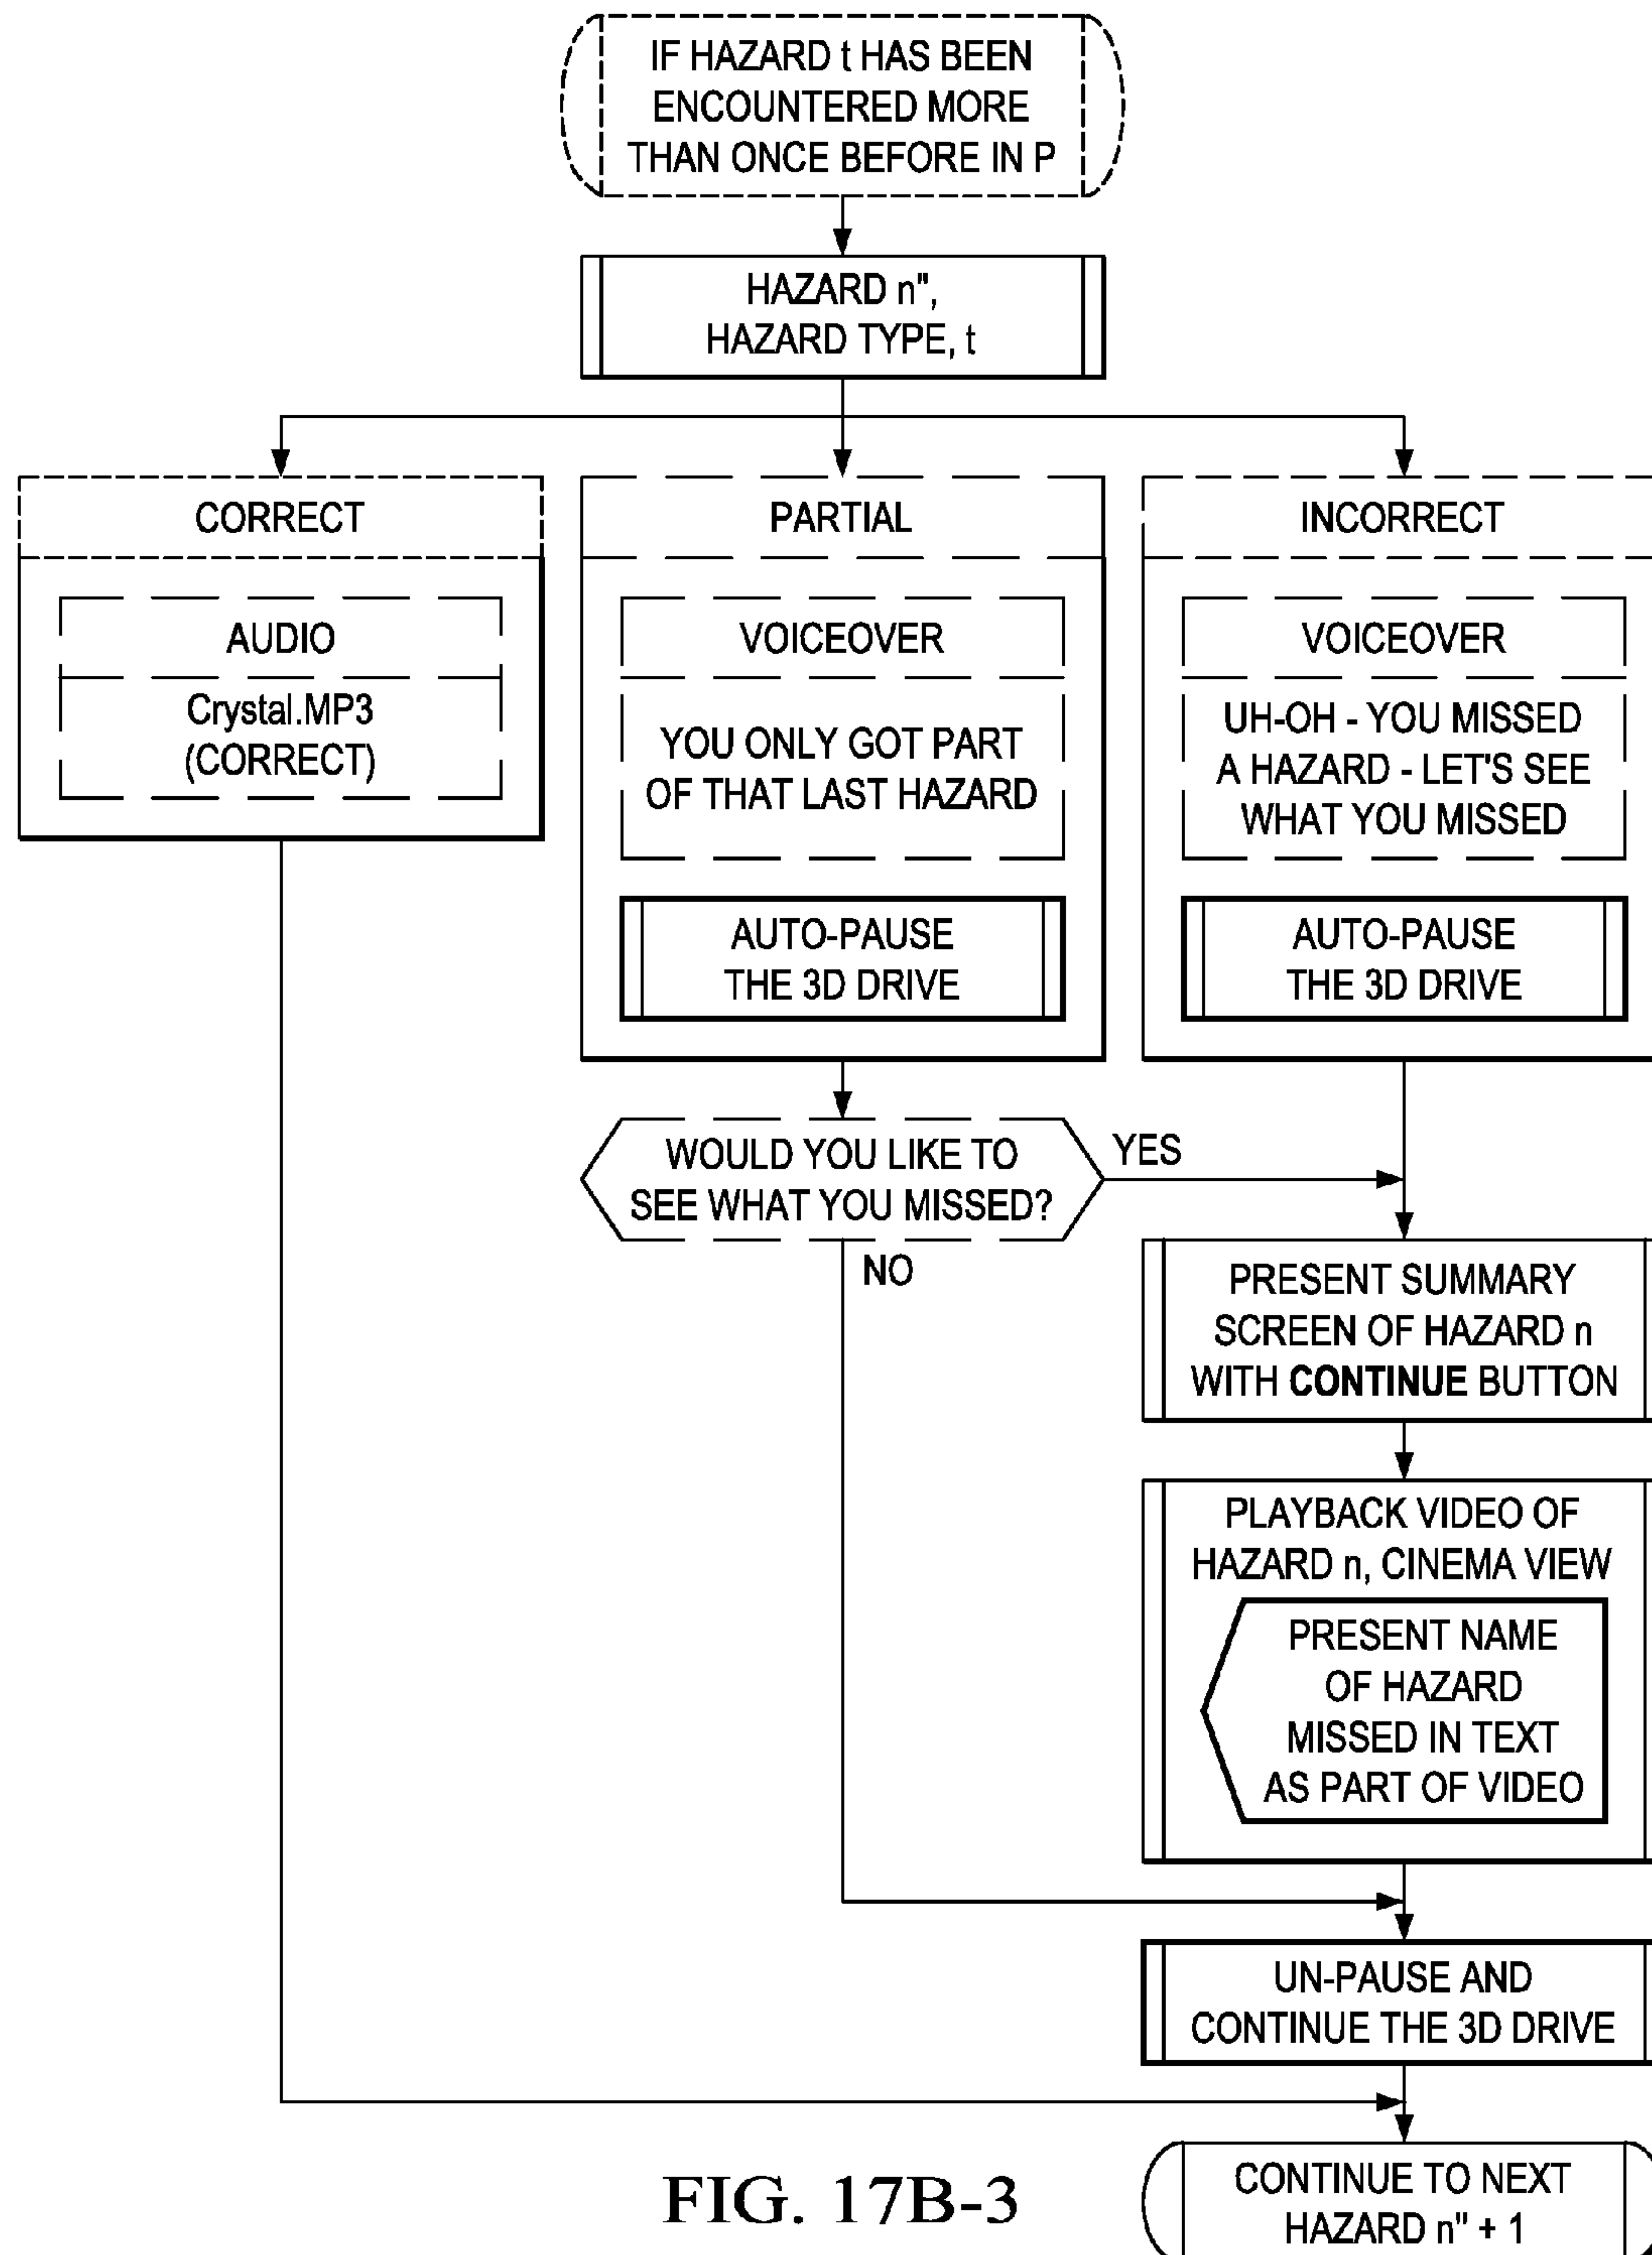 IF HAZARD t HAS BEEN
ENCOUNTERED MORE
THAN ONCE BEFORE IN P
HAZARD n",
HAZARD TYPE, t
CORRECT
AUDIO
Crystal.MP3
(CORRECT)
PARTIAL
VOICEOVER
YOU ONLY GOT PART
OF THAT LAST HAZARD
AUTO-PAUSE
THE 3D DRIVE
INCORRECT
VOICEOVER
UH-OH - YOU MISSED
A HAZARD - LET'S SEE
WHAT YOU MISSED
AUTO-PAUSE
THE 3D DRIVE
WOULD YOU LIKE TO
SEE WHAT YOU MISSED?
YES
NO
PRESENT SUMMARY
SCREEN OF HAZARD n
WITH CONTINUE BUTTON
PLAYBACK VIDEO OF
HAZARD n, CINEMA VIEW
PRESENT NAME
OF HAZARD
MISSED IN TEXT
AS PART OF VIDEO
UN-PAUSE AND
CONTINUE THE 3D DRIVE
CONTINUE TO NEXT
HAZARD n" + 1
FIG. 17B-3